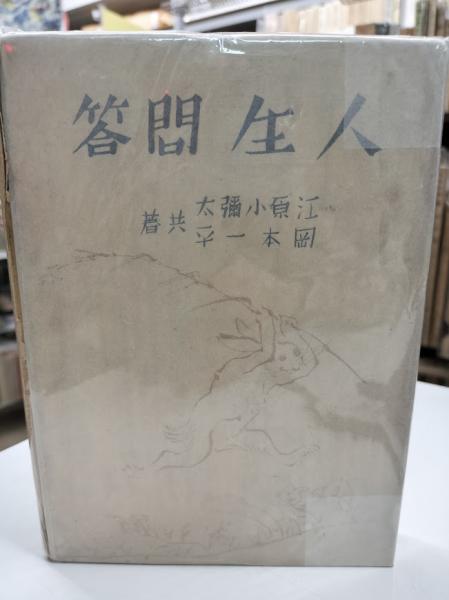 人生問答
江原小彌太
岡本一平
共著